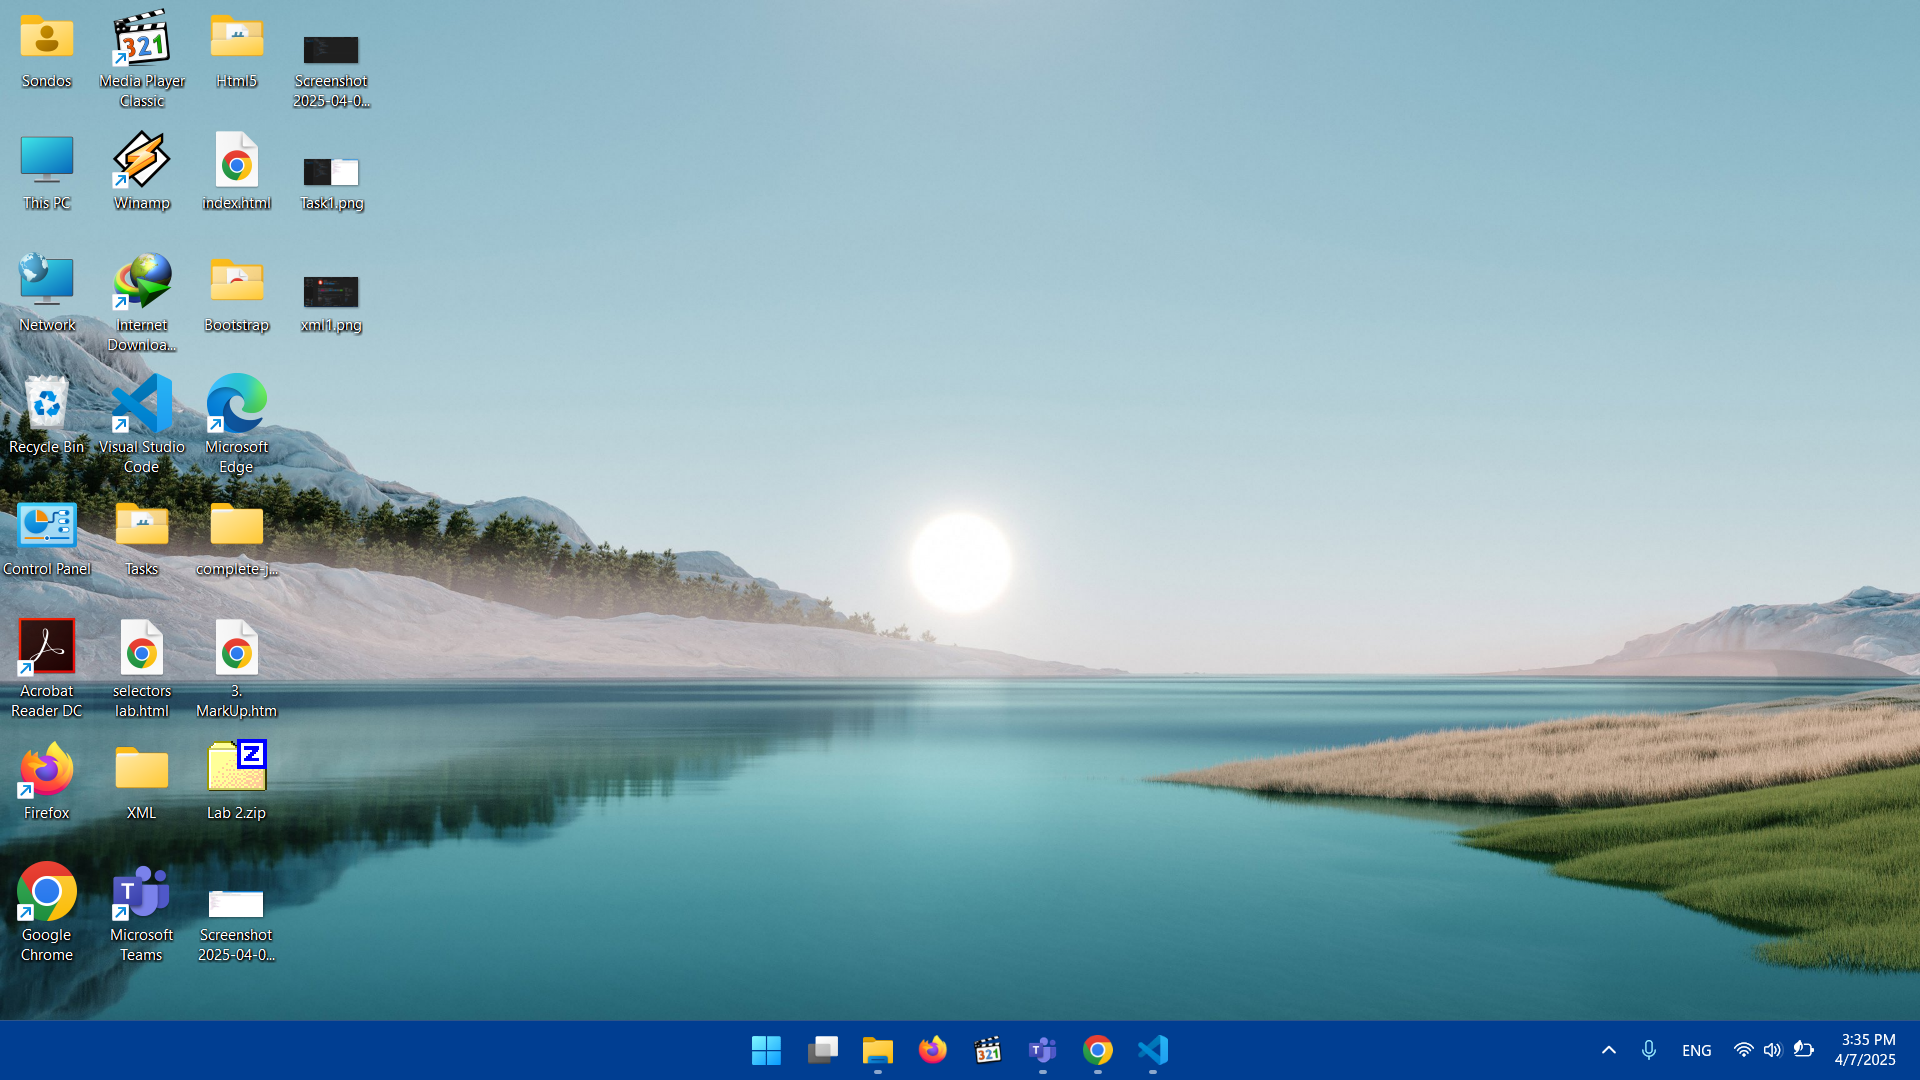 Sondos
Media Player
Classic
Html5
Screenshot
2025-04-0...
This PC
Winamp
index.html
Task1.png
Network
Internet
Downloa...
Bootstrap
xml1.png
Recycle Bin
Visual Studio
Code
Microsoft
Edge
Control Panel
Tasks
complete-j...
Acrobat
Reader DC
selectors
lab.html
3.
MarkUp.htm
Firefox
XML
Lab 2.zip
Google
Chrome
Microsoft
Teams
Screenshot
2025-04-0...
321
T
Z
ENG
3:35 PM
4/7/2025